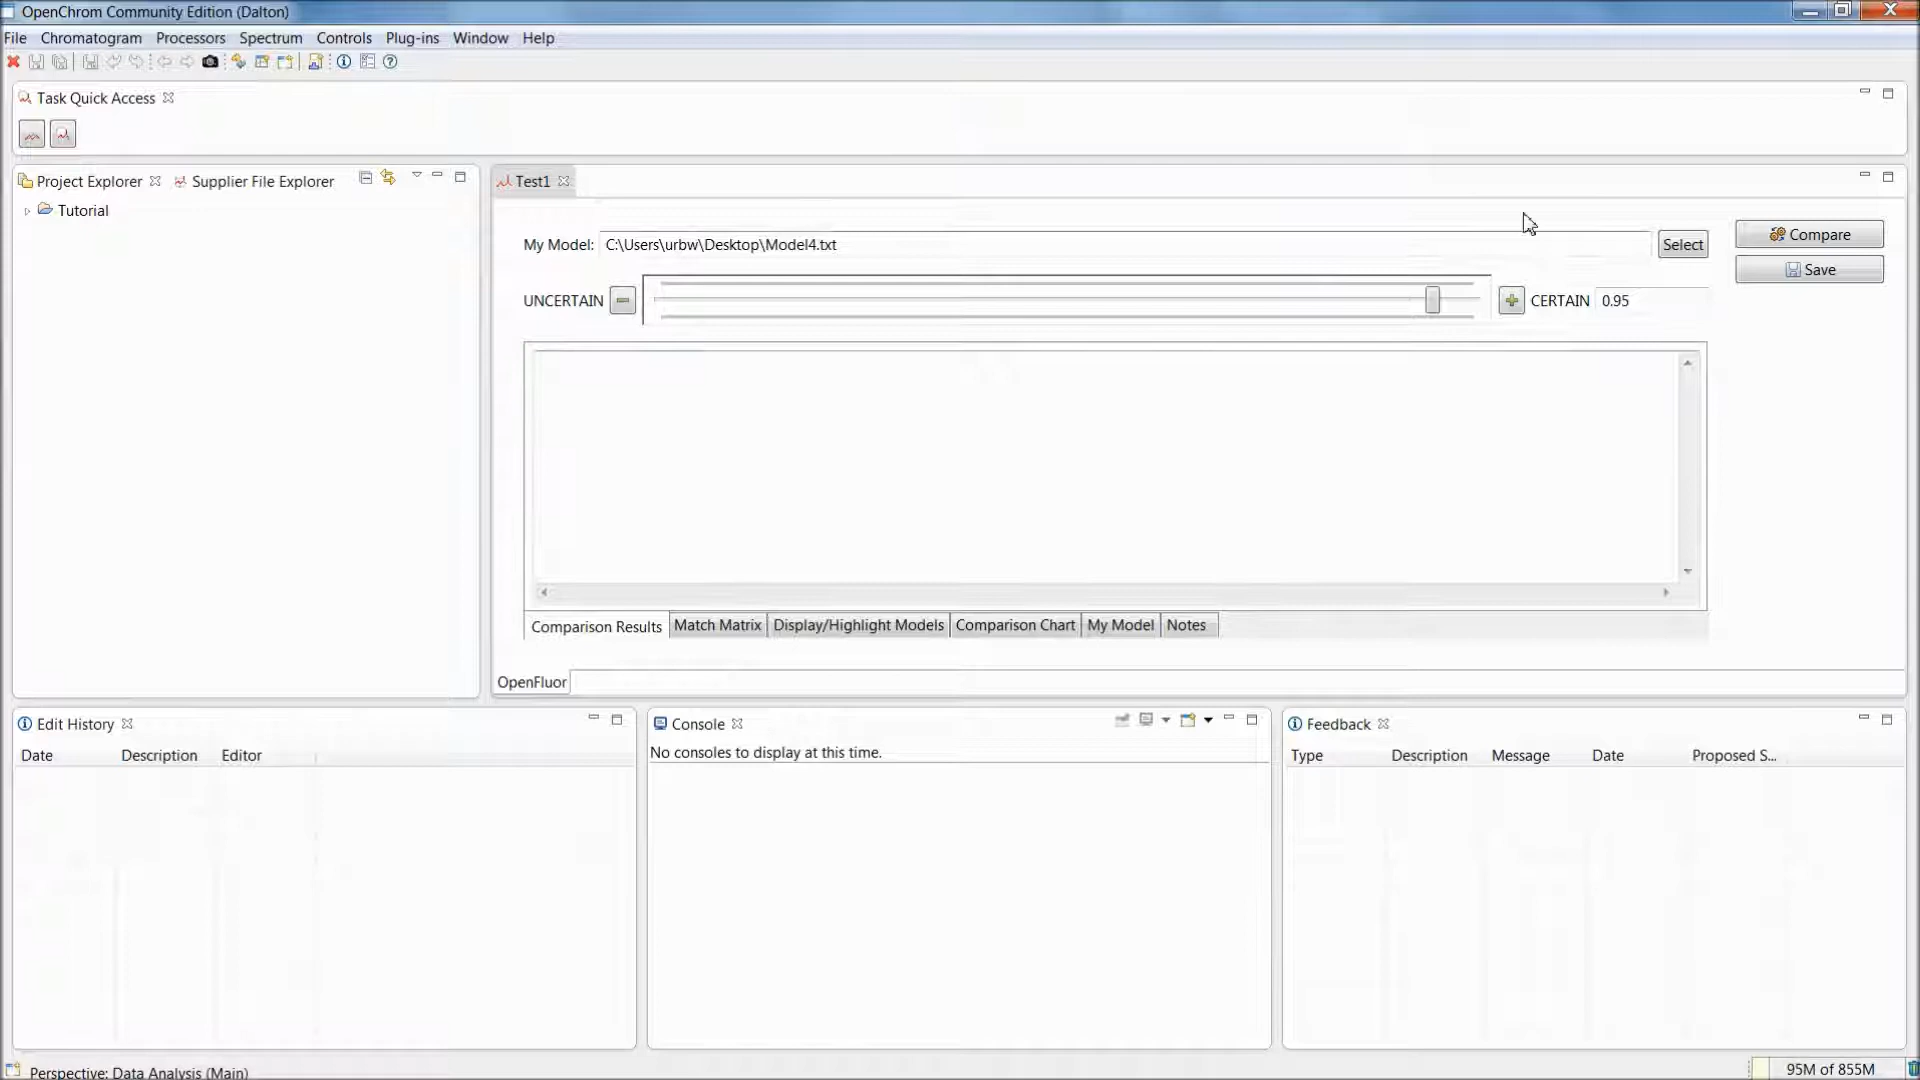 OpenChrom Community Edition (Dalton)
File Chromatogram Processors Spectrum Controls Plug-ins Window Help
Task Quick Access
Project Explorer Supplier File Explorer
Tutorial
Test1
My Model: C:\Users\urbw\Desktop\Model4.txt Select
Compare
Save
UNCERTAIN CERTAIN 0.95
Comparison Results Match Matrix Display/Highlight Models Comparison Chart My Model Notes
OpenFluor
Edit History
Date Description Editor
Console
No consoles to display at this time.
Feedback
Type Description Message Date Proposed S...
Perspective: Data Analysis (Main)
95M of 855M